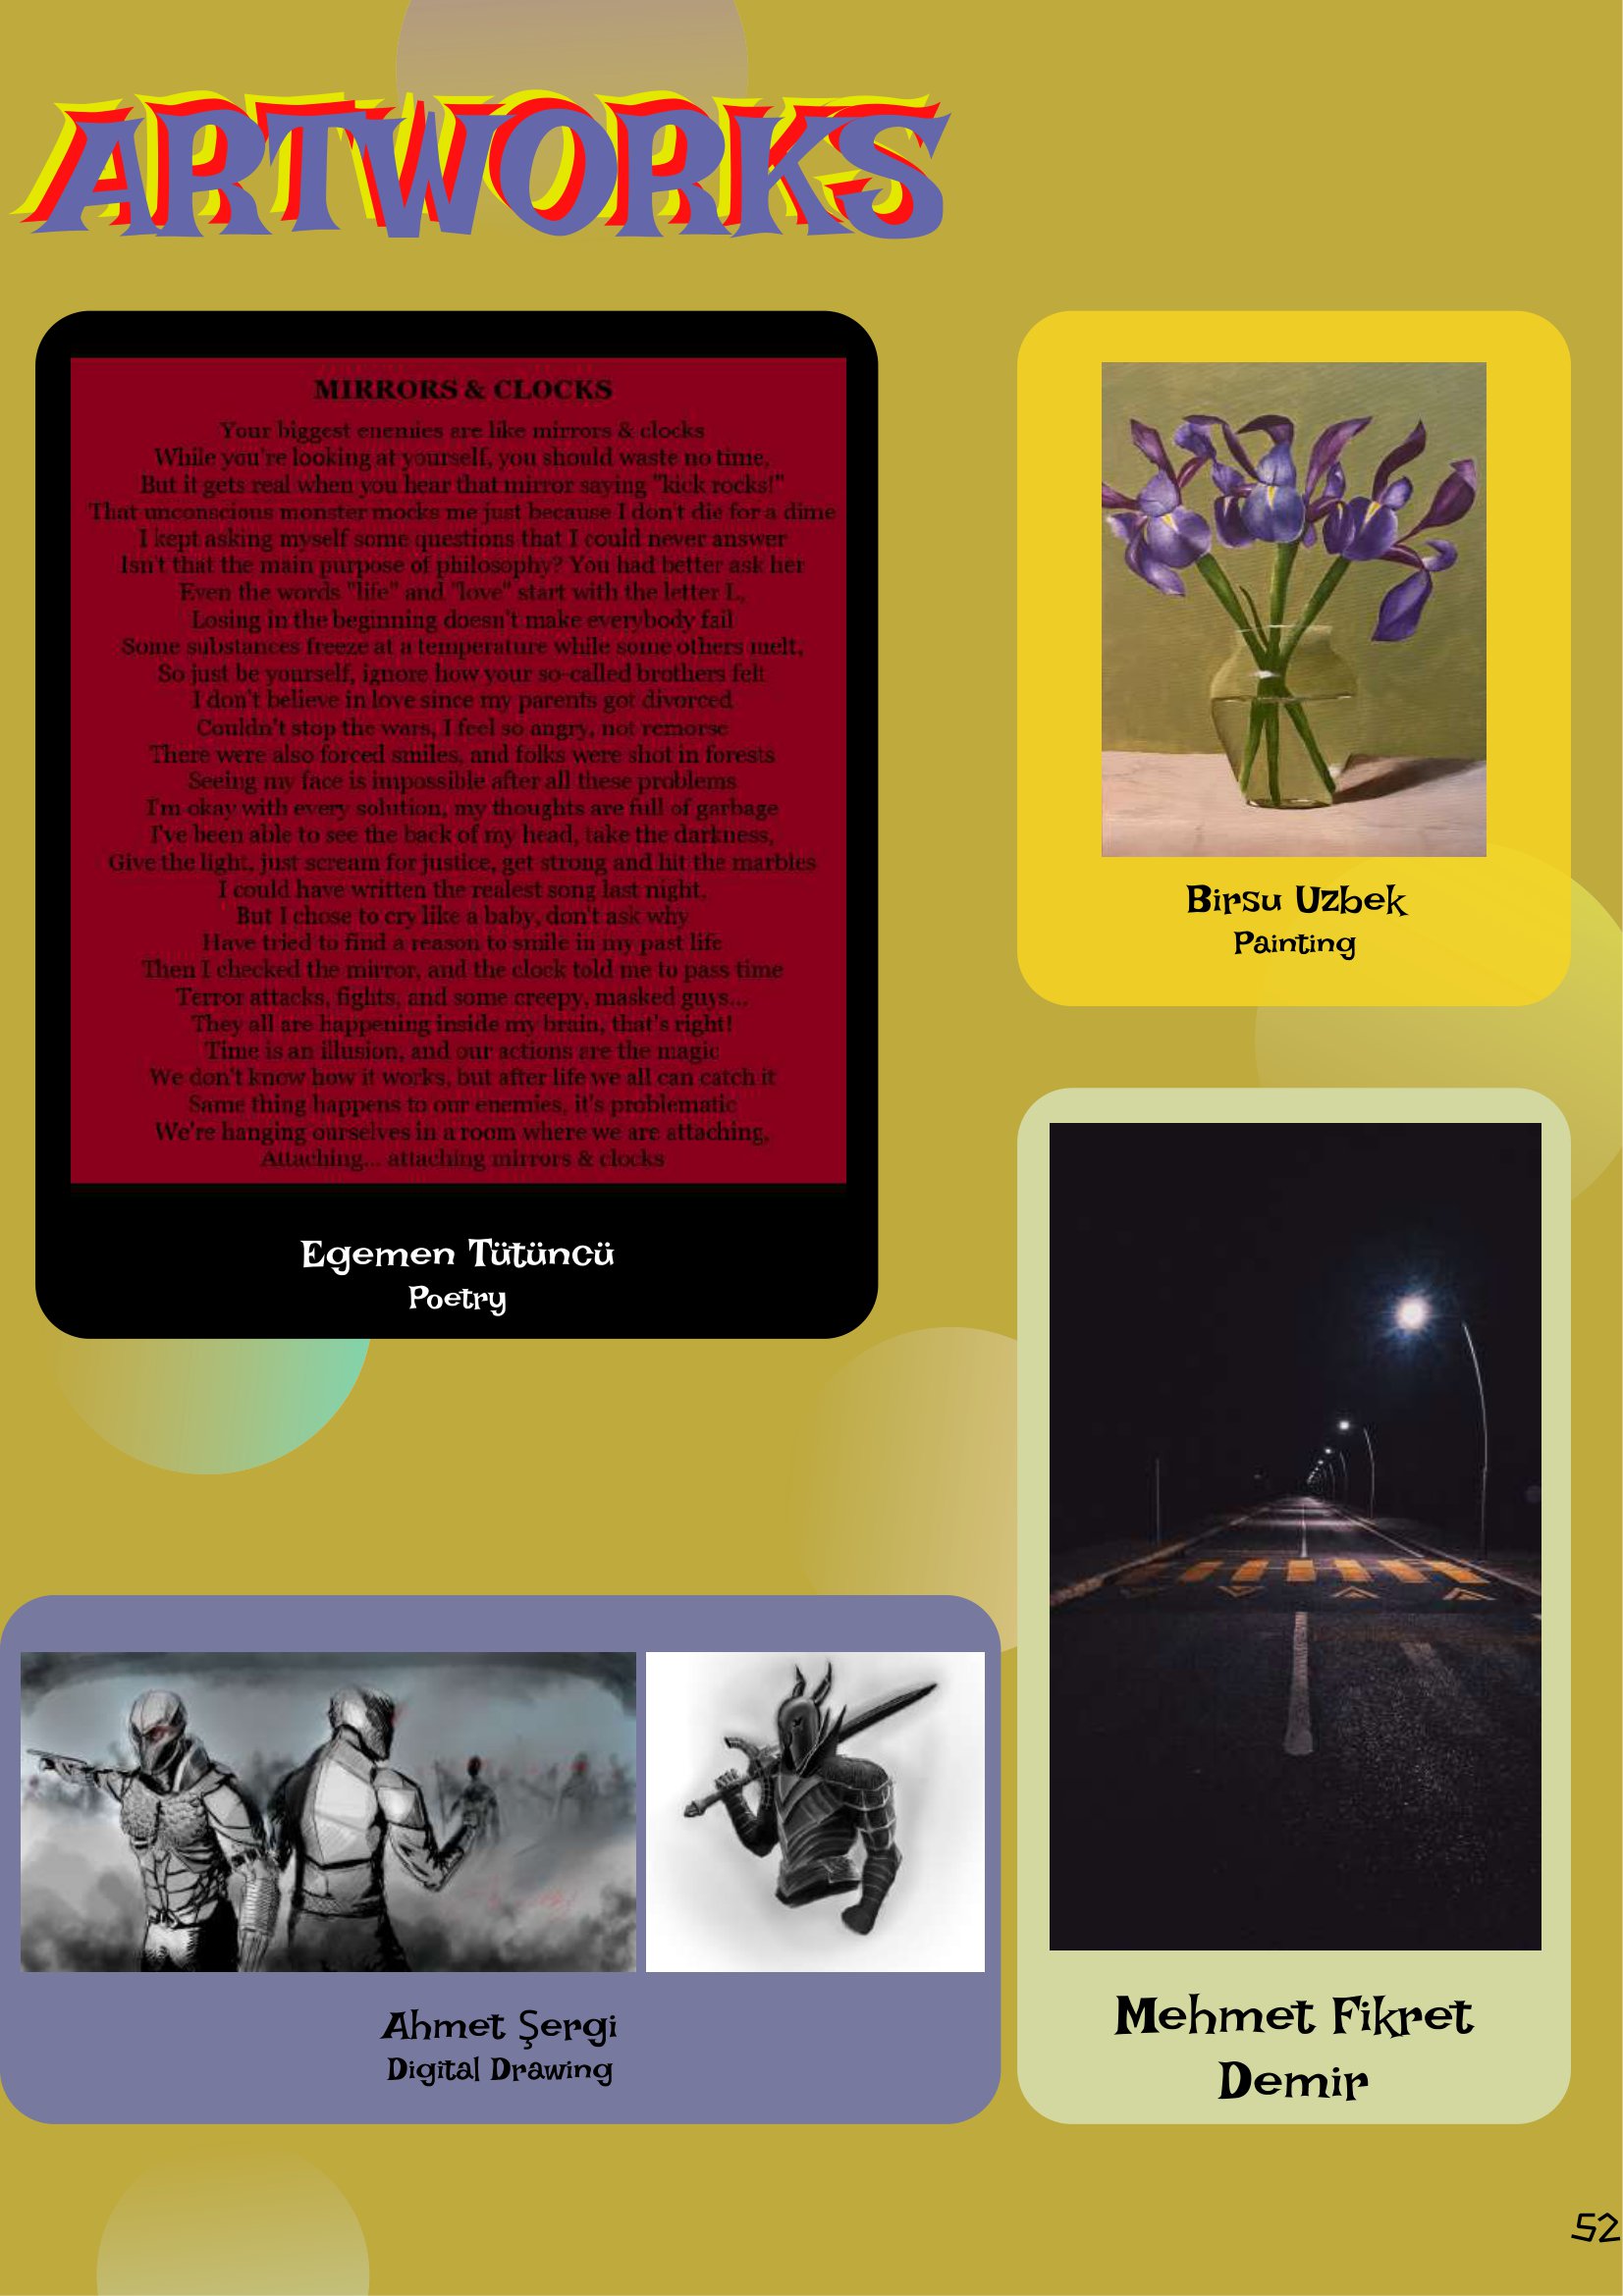 ARTWORKS
MIRRORS & CLOCKS
Your biggest enemies are like mirrors & clocks
While you're looking at yourself, you should waste no time,
But it gets real when you hear that mirror saying "kick rocks!"
That unconscious monster mocks me just because I don't die for a dime
I kept asking myself some questions that I could never answer
Isn't that the main purpose of philosophy? You had better ask her
Even the words "life" and "love" start with the letter L,
Losing in the beginning doesn't make everybody fail
Some substances freeze at a temperature while some others melt,
So just be yourself, ignore how your so-called brothers felt
I don't believe in love since my parents got divorced
Couldn't stop the wars, I feel so angry, not remorse
There were also forced smiles, and folks were shot in forests
Seeing my face is impossible after all these problems
I'm okay with every solution, my thoughts are full of garbage
I've been able to see the back of my head, take the darkness,
Give the light, just scream for justice, get strong and hit the marbles
I could have written the realest song last night,
But I chose to cry like a baby, don't ask why
Have tried to find a reason to smile in my past life
Then I checked the mirror, and the clock told me to pass time
Terror attacks, fights, and some creepy, masked guys...
They all are happening inside my brain, that's right!
Time is an illusion, and our actions are the magic
We don't know how it works, but after life we all can catch it
Same thing happens to our enemies, it's problematic
We're hanging ourselves in a room where we are attaching,
Attaching... attaching mirrors & clocks
Egemen Tütüncü
Poetry
Birsu Uzbek
Painting
Ahmet Şergi
Digital Drawing
Mehmet Fikret
Demir
52